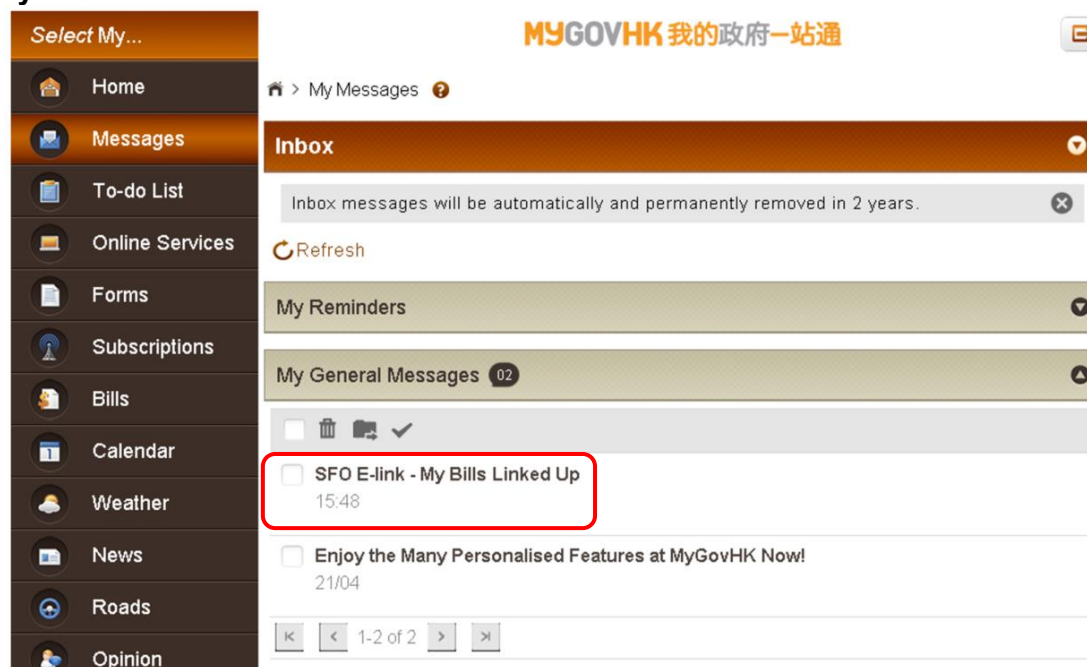 Select My...
Home
Messages
To-do List
Online Services
Forms
Subscriptions
Bills
Calendar
Weather
News
Roads
Opinion
MYGOVHK 我的政府一站通
> My Messages ?
Inbox
Inbox messages will be automatically and permanently removed in 2 years.
Refresh
My Reminders
My General Messages 02
SFO E-link - My Bills Linked Up
15:48
Enjoy the Many Personalised Features at MyGovHK Now!
21/04
1-2 of 2